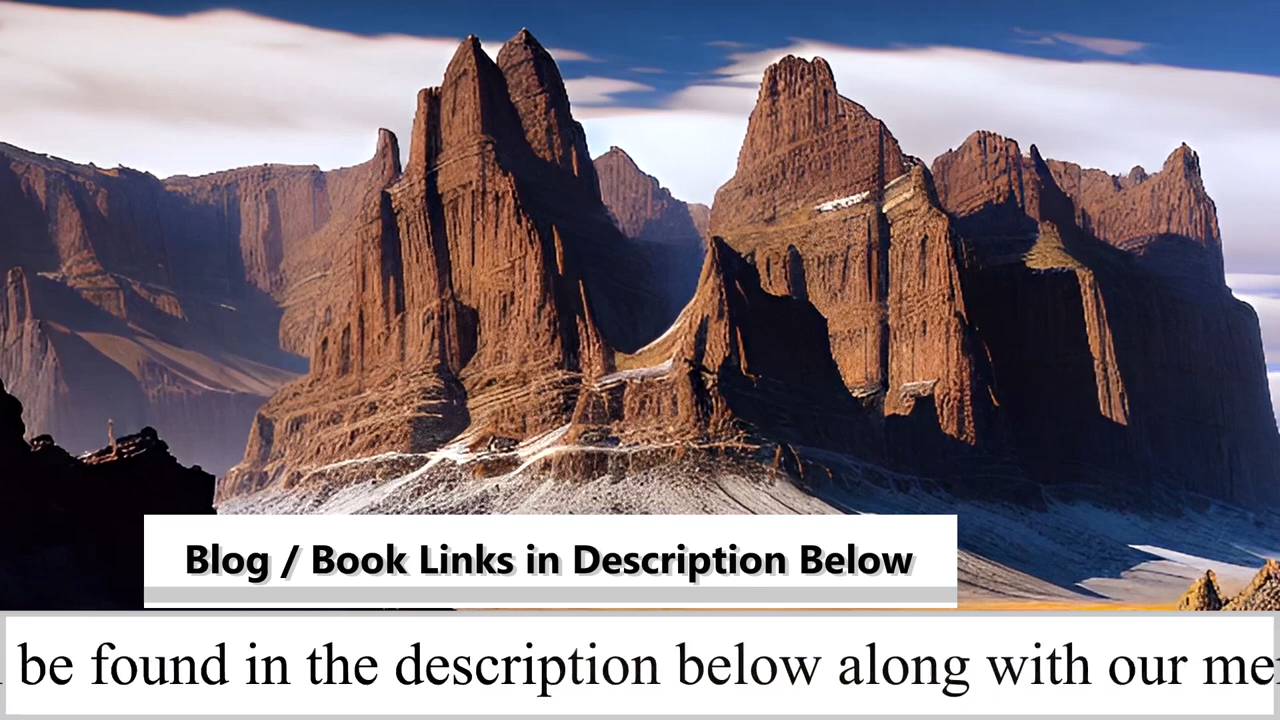 Blog / Book Links in Description Below
be found in the description below along with our